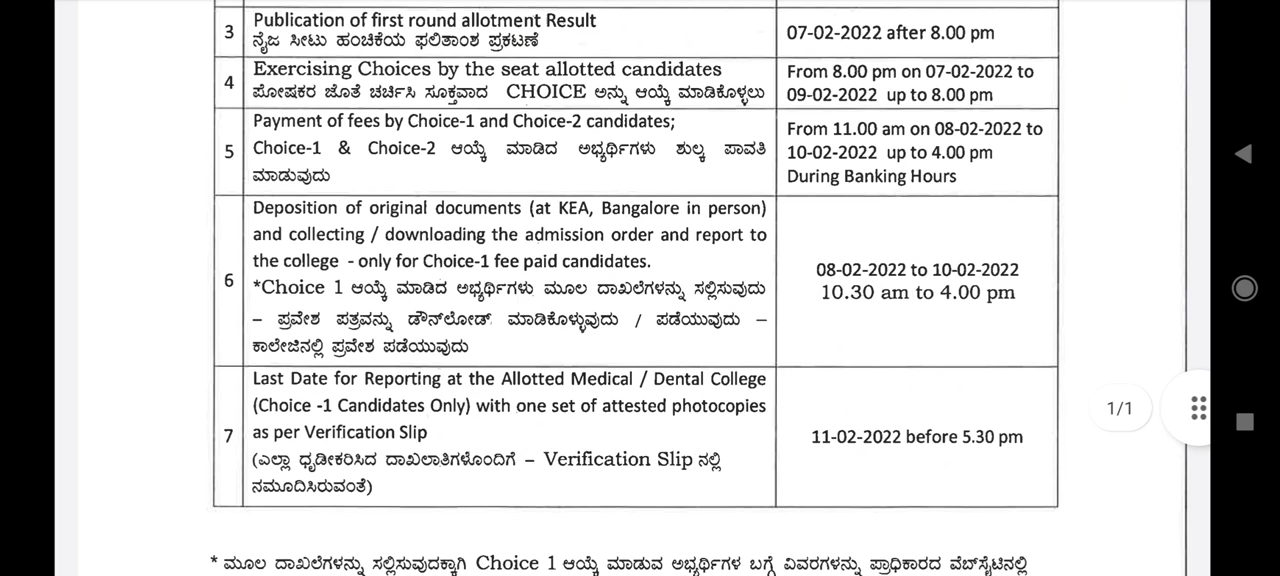 3
Publication of first round allotment Result
ನೈಜ ಸೀಟು ಹಂಚಿಕೆಯ ಫಲಿತಾಂಶ ಪ್ರಕಟಣೆ
07-02-2022 after 8.00 pm
4
Exercising Choices by the seat allotted candidates
ಪೋಷಕರ ಜೊತೆ ಚರ್ಚಿಸಿ ಸೂಕ್ತವಾದ CHOICE ಅನ್ನು ಆಯ್ಕೆ ಮಾಡಿಕೊಳ್ಳಲು
From 8.00 pm on 07-02-2022 to
09-02-2022 up to 8.00 pm
5
Payment of fees by Choice-1 and Choice-2 candidates;
Choice-1 & Choice-2 ಆಯ್ಕೆ ಮಾಡಿದ ಅಭ್ಯರ್ಥಿಗಳು ಶುಲ್ಕ ಪಾವತಿ
ಮಾಡುವುದು
From 11.00 am on 08-02-2022 to
10-02-2022 up to 4.00 pm
During Banking Hours
6
Deposition of original documents (at KEA, Bangalore in person)
and collecting / downloading the admission order and report to
the college - only for Choice-1 fee paid candidates.
*Choice 1 ಆಯ್ಕೆ ಮಾಡಿದ ಅಭ್ಯರ್ಥಿಗಳು ಮೂಲ ದಾಖಲೆಗಳನ್ನು ಸಲ್ಲಿಸುವುದು
– ಪ್ರವೇಶ ಪತ್ರವನ್ನು ಡೌನ್‌ಲೋಡ್ ಮಾಡಿಕೊಳ್ಳುವುದು / ಪಡೆಯುವುದು –
ಕಾಲೇಜಿನಲ್ಲಿ ಪ್ರವೇಶ ಪಡೆಯುವುದು
08-02-2022 to 10-02-2022
10.30 am to 4.00 pm
7
Last Date for Reporting at the Allotted Medical / Dental College
(Choice -1 Candidates Only) with one set of attested photocopies
as per Verification Slip
(ಎಲ್ಲಾ ಧೃಡೀಕರಿಸಿದ ದಾಖಲಾತಿಗಳೊಂದಿಗೆ – Verification Slip ನಲ್ಲಿ
ನಮೂದಿಸಿರುವಂತೆ)
11-02-2022 before 5.30 pm
1/1
* ಮೂಲ ದಾಖಲೆಗಳನ್ನು ಸಲ್ಲಿಸುವುದಕ್ಕಾಗಿ Choice 1 ಆಯ್ಕೆ ಮಾಡುವ ಅಭ್ಯರ್ಥಿಗಳ ಬಗ್ಗೆ ವಿವರಗಳನ್ನು ಪ್ರಾಧಿಕಾರದ ವೆಬ್‌ಸೈಟಿನಲ್ಲಿ